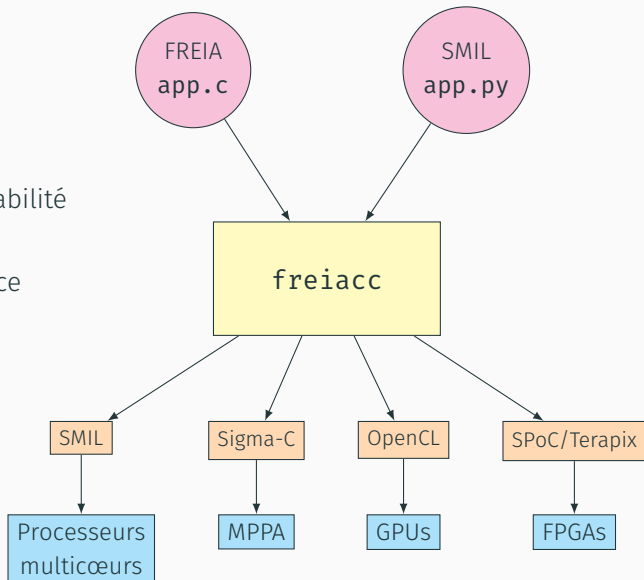 FREIA
app.c
SMIL
app.py
abilité
ce
freiacc
SMIL
Sigma-C
OpenCL
SPoC/Terapix
Processeurs
multicœurs
MPPA
GPUs
FPGAs